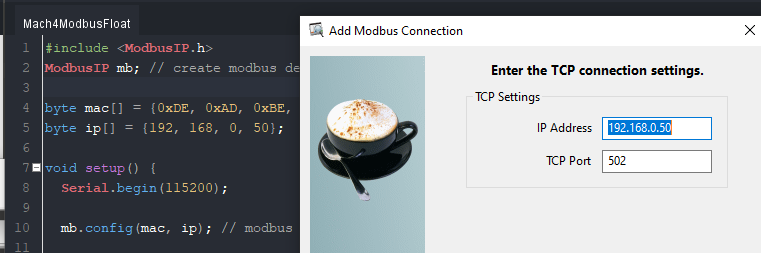 Mach4ModbusFloat
1 #include <ModbusIP.h>
2 ModbusIP mb; // create modbus de
3
4 byte mac[] = {0xDE, 0xAD, 0xBE,
5 byte ip[] = {192, 168, 0, 50};
6
7 void setup() {
8 Serial.begin(115200);
9
10 mb.config(mac, ip); // modbus
11
Add Modbus Connection
Enter the TCP connection settings.
TCP Settings
IP Address 192.168.0.50
TCP Port 502